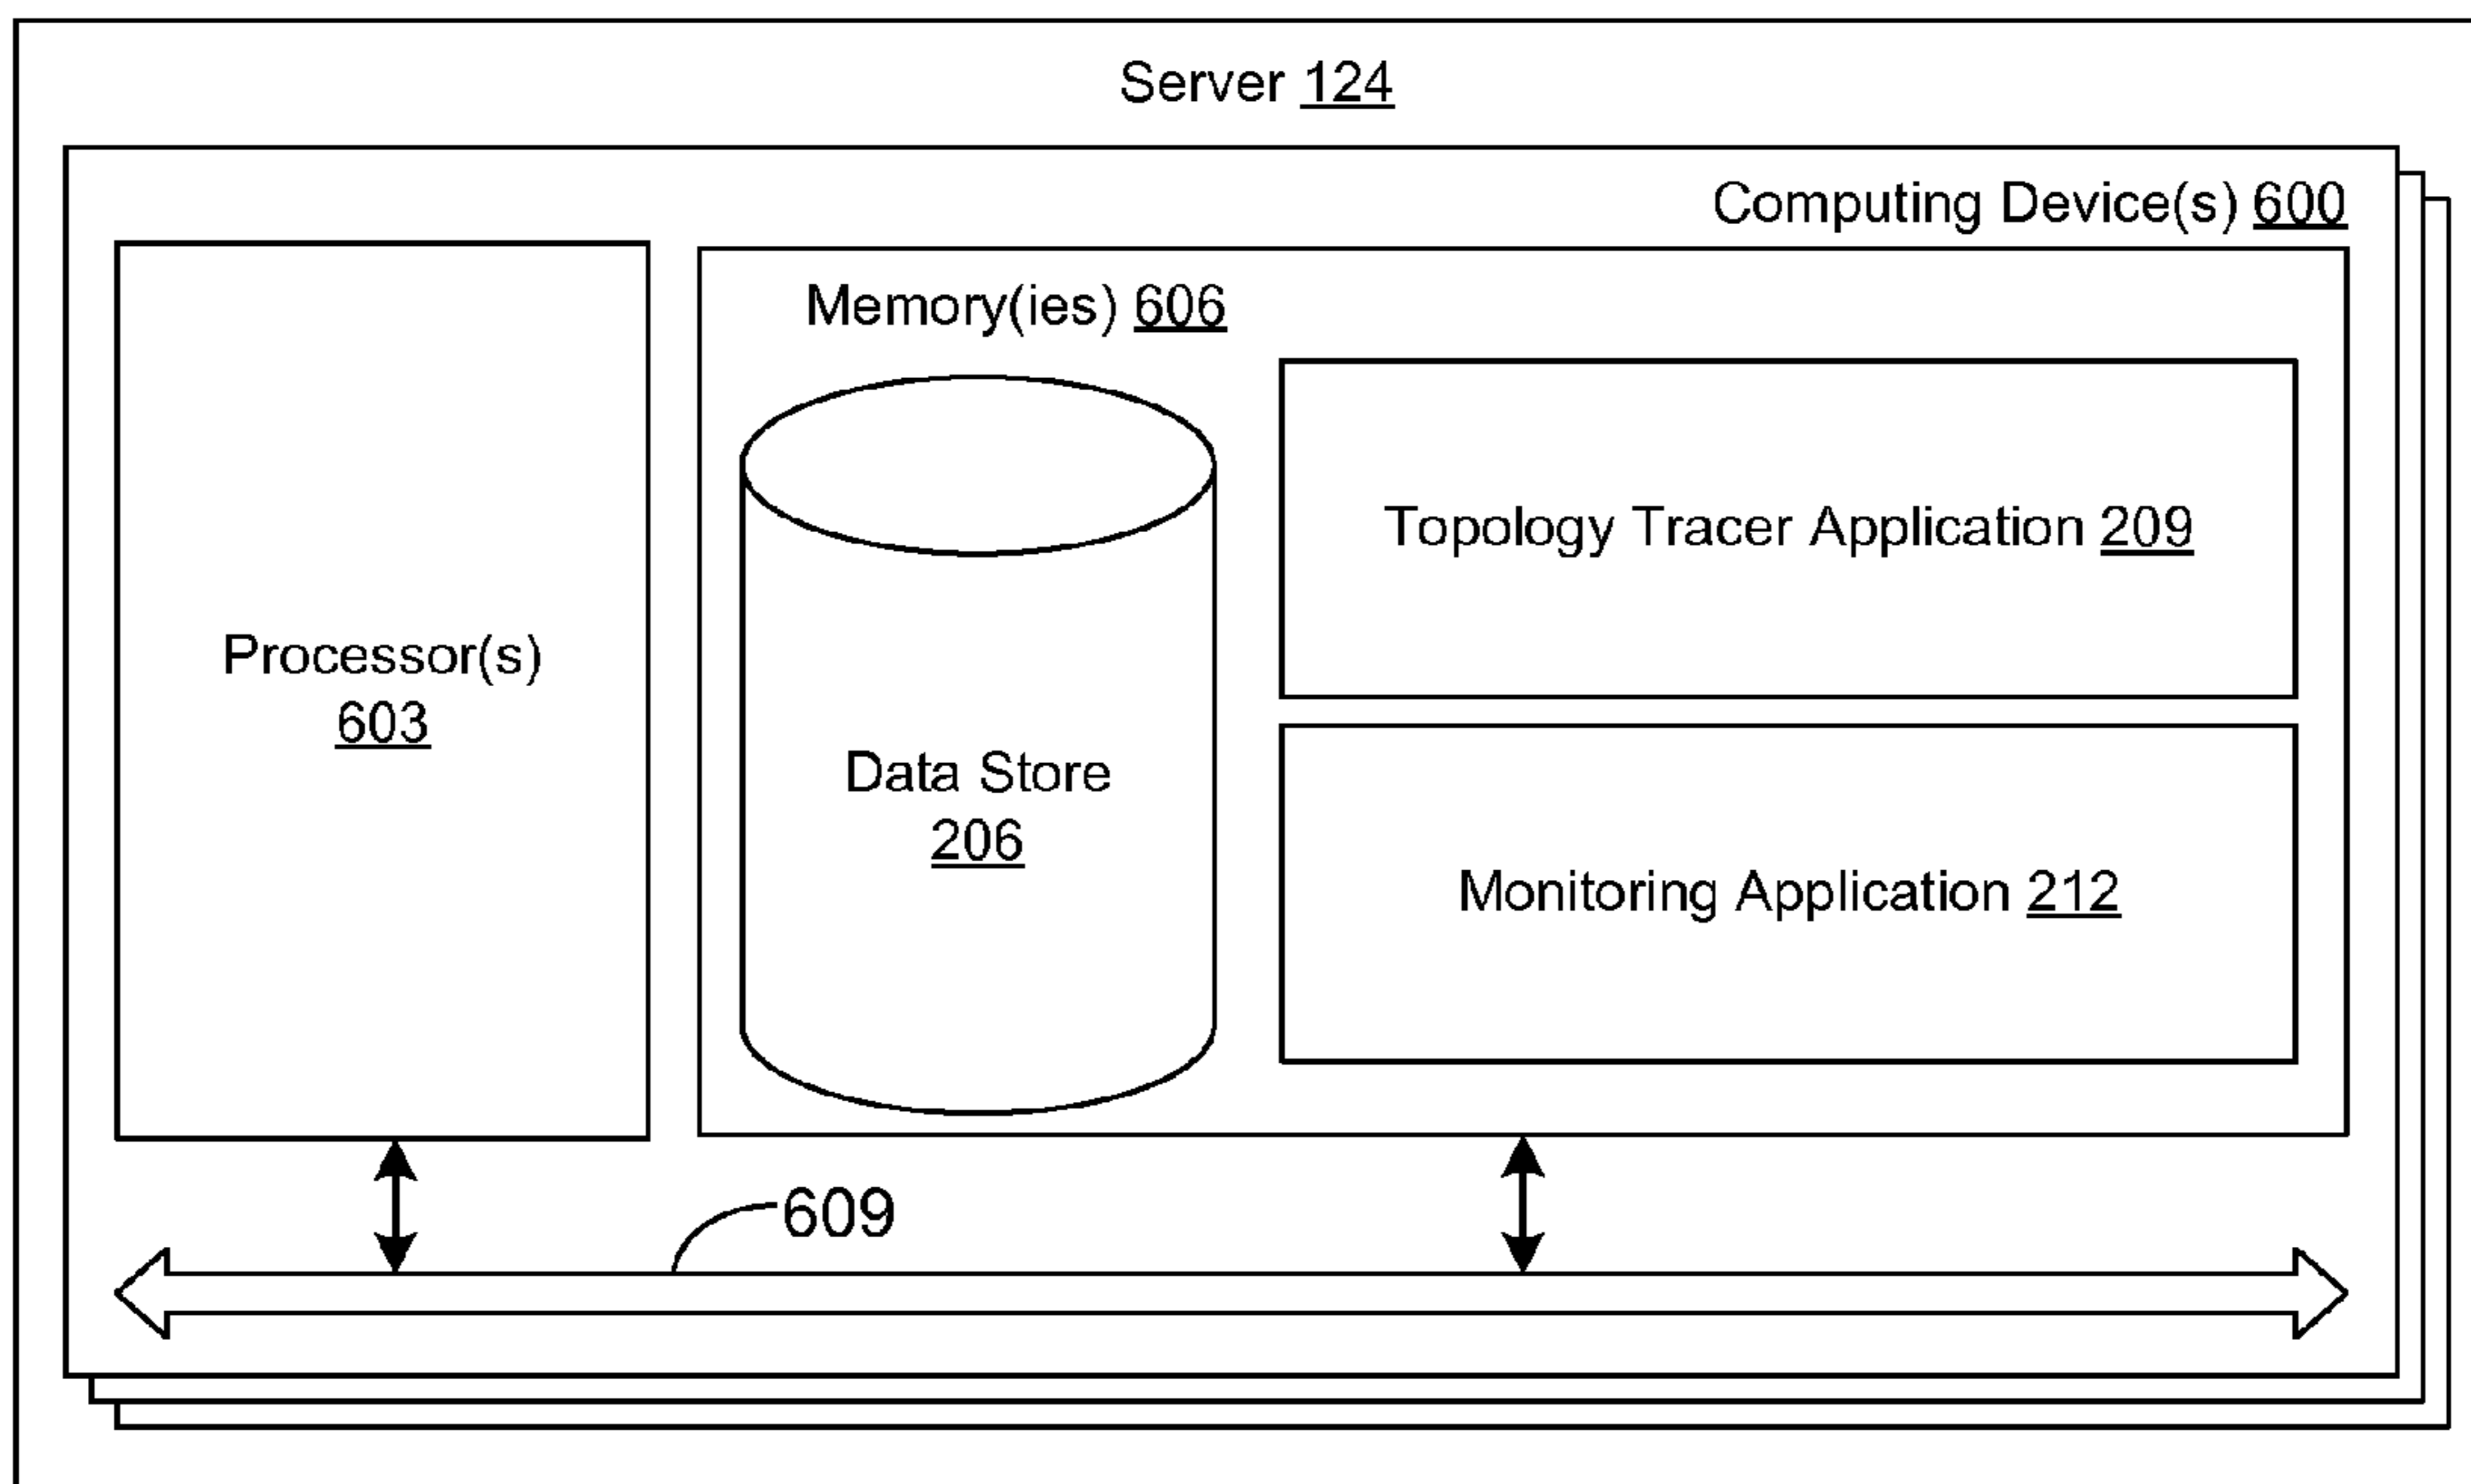 Server 124
Computing Device(s) 600
Memory(ies) 606
Topology Tracer Application 209
Processor(s)
603
Data Store
206
Monitoring Application 212
609